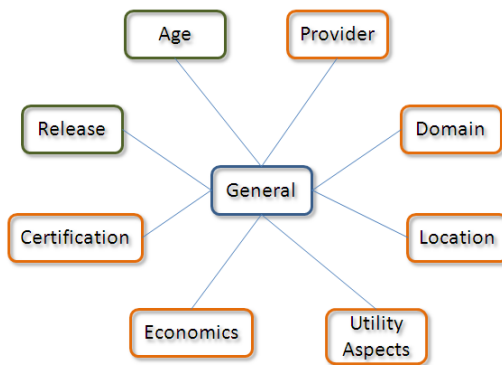 Age
Provider
Release
Domain
General
Certification
Location
Economics
Utility
Aspects